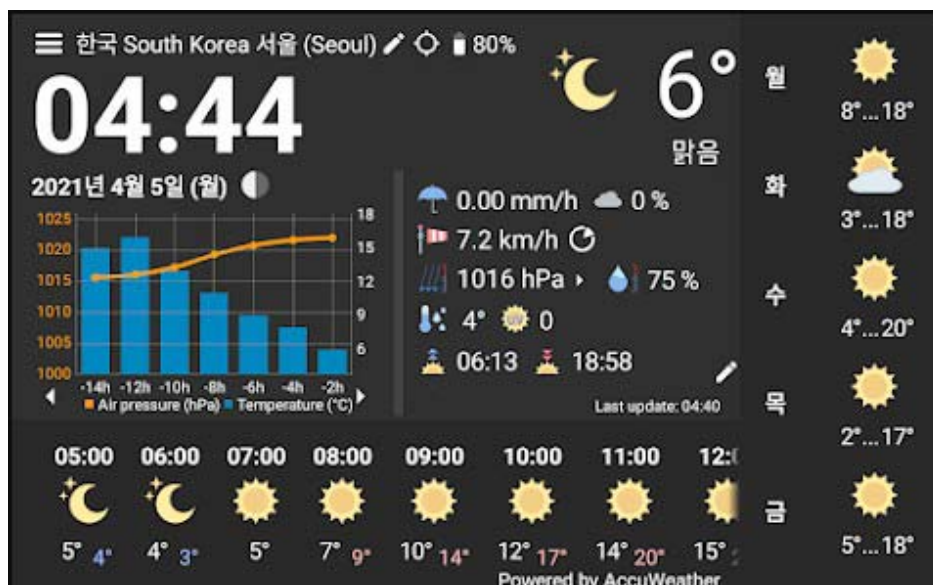 한국 South Korea 서울 (Seoul) 80%
04:44
6°
맑음
2021년 4월 5일 (월)
1025
1020
1015
1010
1005
1000
18
15
12
9
6
-14h -12h -10h -8h -6h -4h -2h
Air pressure (hPa) Temperature (°C)
0.00 mm/h 0 %
7.2 km/h
1016 hPa 75 %
4° UV 0
06:13 18:58
Last update: 04:40
05:00 06:00 07:00 08:00 09:00 10:00 11:00
5° 4° 4° 3° 5° 7° 9° 10° 14° 12° 17° 14° 20° 15°
Powered by AccuWeather
월
8°...18°
화
3°...18°
수
4°...20°
목
2°...17°
금
5°...18°